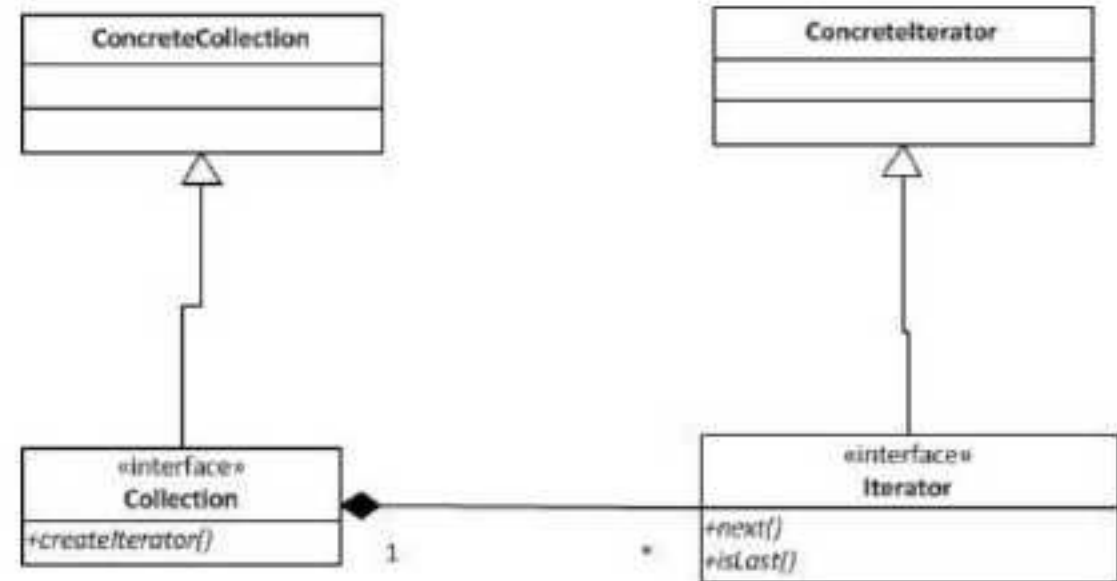 ConcreteCollection
ConcreteIterator
«interface»
Collection
+createIterator()
1
*
«interface»
Iterator
+next()
+isLast()